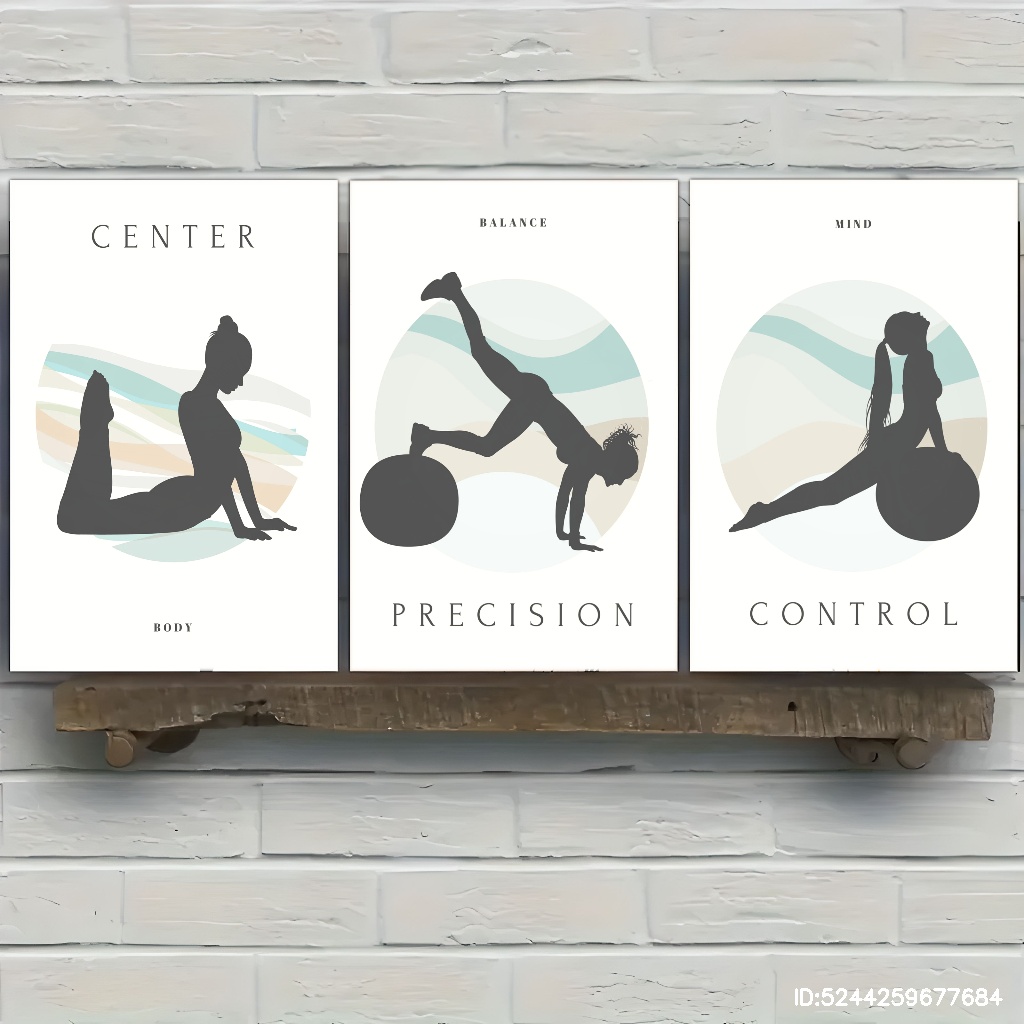 CENTER
BODY
BALANCE
PRECISION
MIND
CONTROL
ID:5244259677684